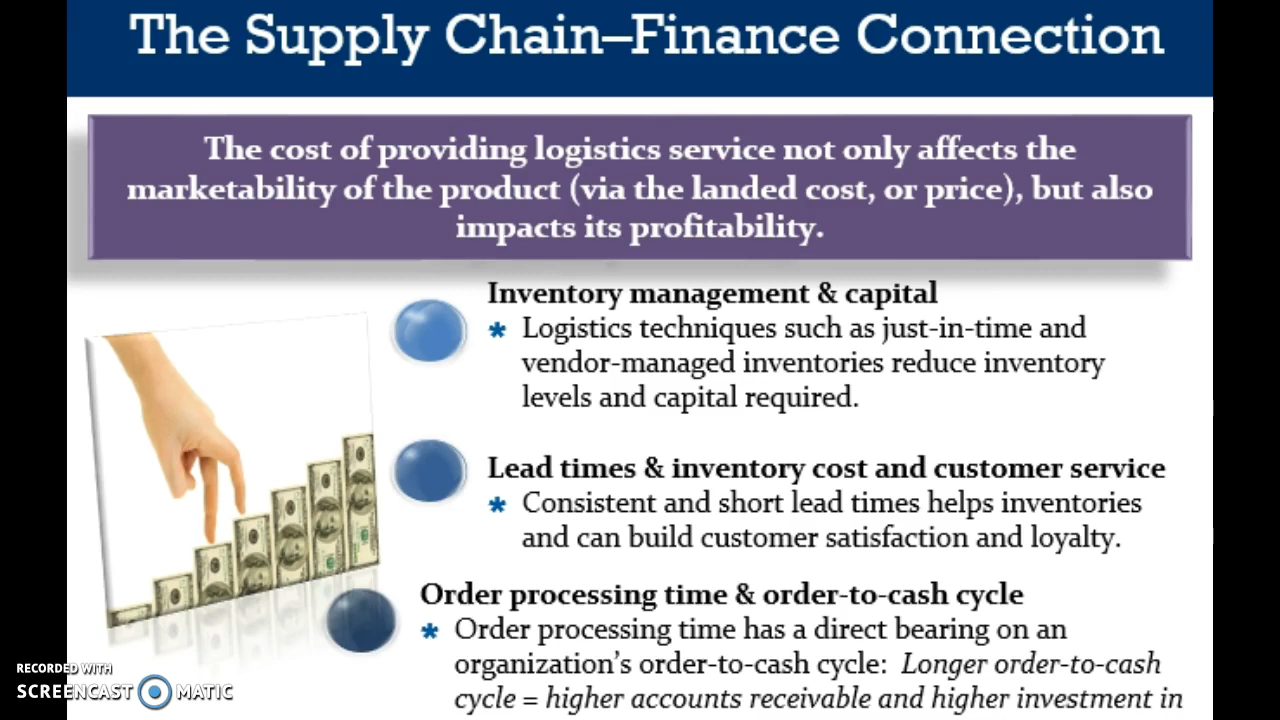 The Supply Chain–Finance Connection
The cost of providing logistics service not only affects the
marketability of the product (via the landed cost, or price), but also
impacts its profitability.
Inventory management & capital
* Logistics techniques such as just-in-time and
vendor-managed inventories reduce inventory
levels and capital required.
Lead times & inventory cost and customer service
* Consistent and short lead times helps inventories
and can build customer satisfaction and loyalty.
Order processing time & order-to-cash cycle
* Order processing time has a direct bearing on an
organization’s order-to-cash cycle: Longer order-to-cash
cycle = higher accounts receivable and higher investment in
RECORDED WITH
SCREENCAST MATIC